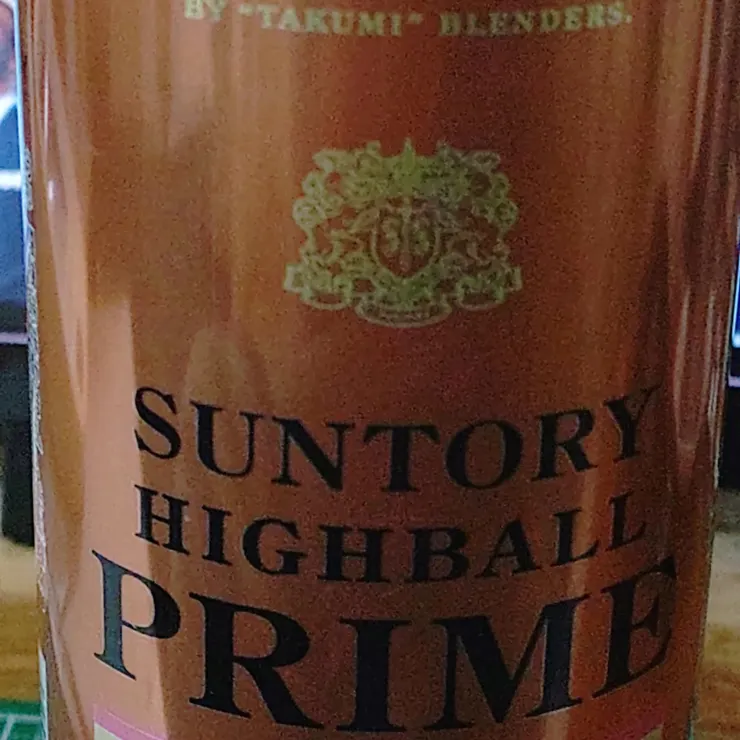 BY "TAKUMI" BLENDERS.
SUNTORY
HIGHBALL
PRIME